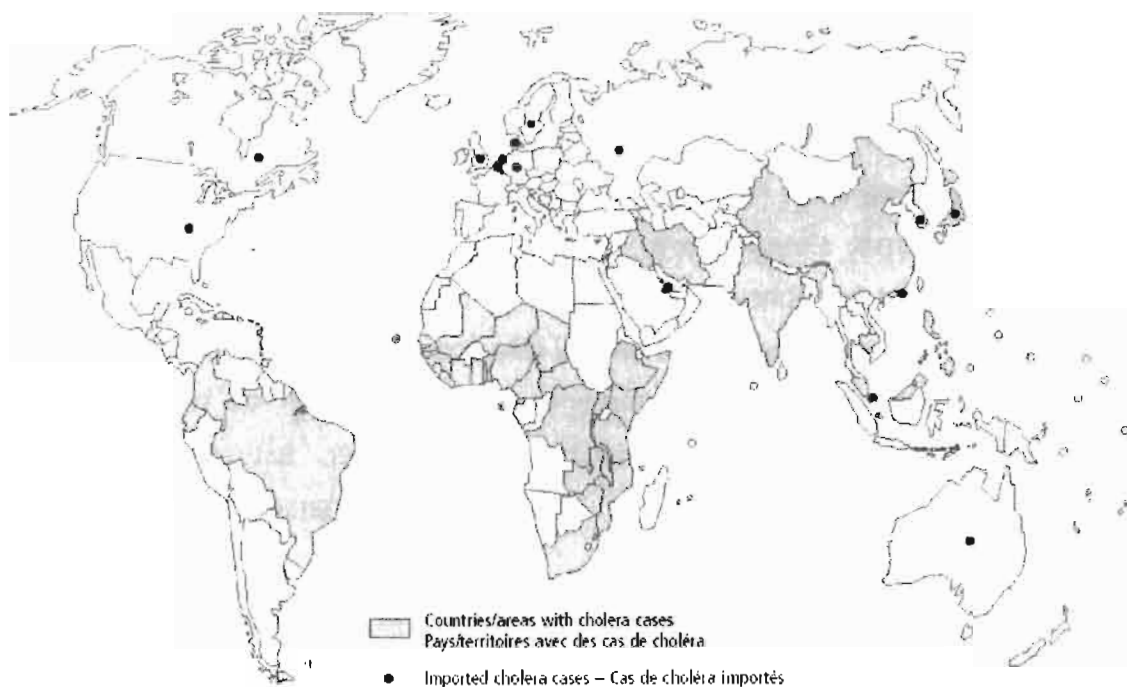 Countries/areas with cholera cases
Pays/territoires avec des cas de choléra
Imported cholera cases – Cas de choléra importés